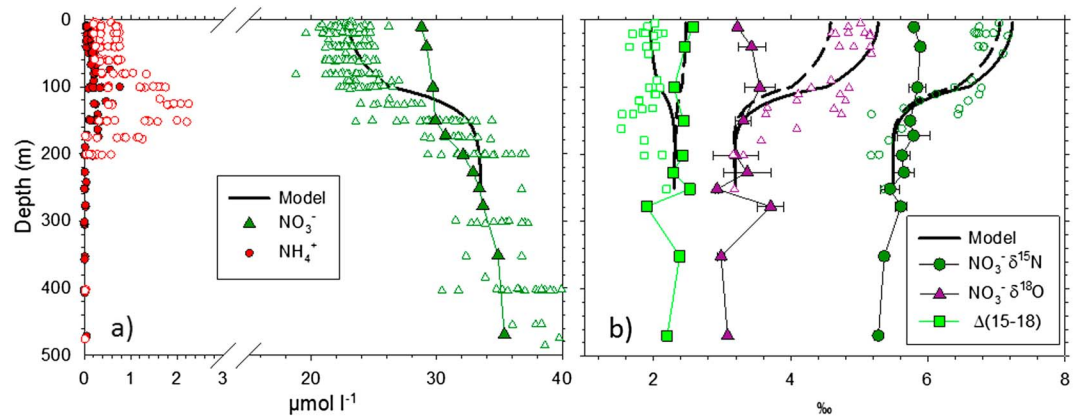 0
100
200
300
400
500
Depth (m)
a)
Model
NO₃⁻
NH₄⁺
0
1
2
3
20
30
40
µmol l⁻¹
b)
Model
NO₃⁻ δ¹⁵N
NO₃⁻ δ¹⁸O
Δ(15-18)
2
4
6
8
‰